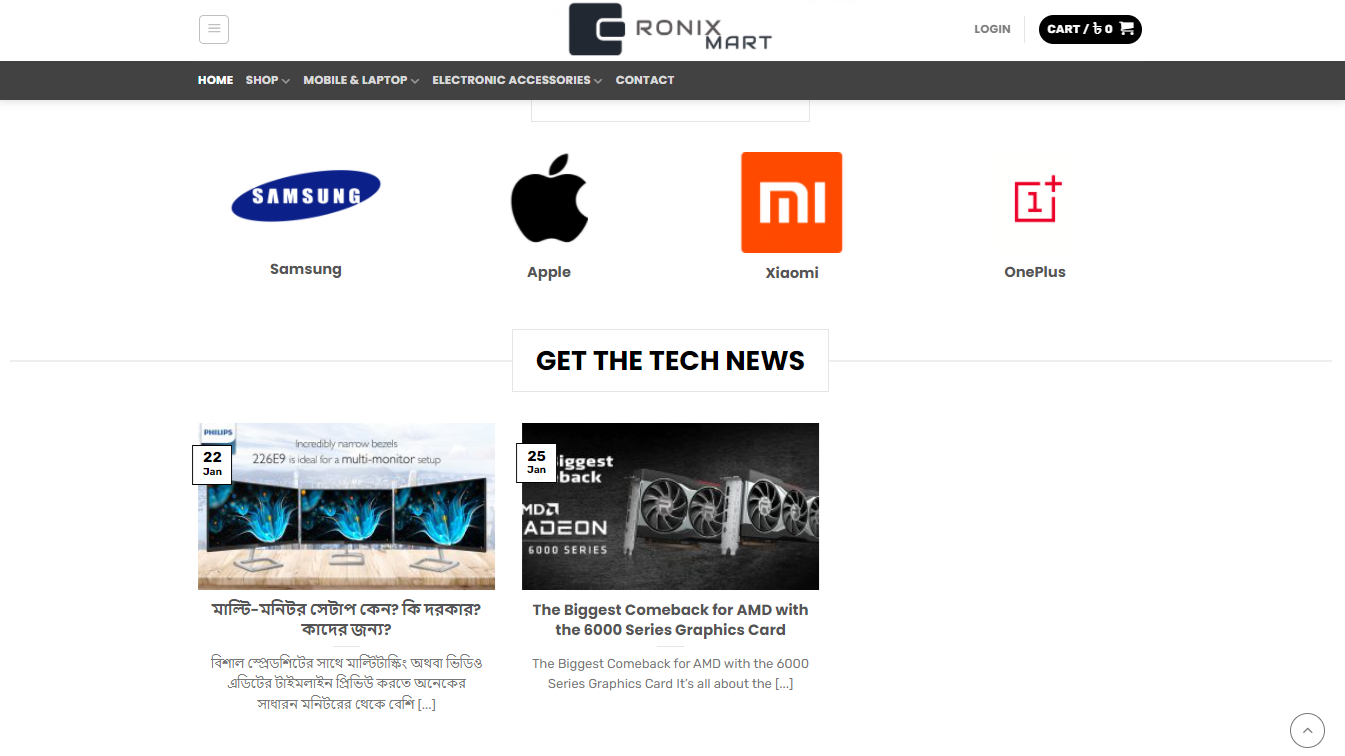 RONIX
MART
LOGIN
CART / ৳ 0
HOME
SHOP
MOBILE & LAPTOP
ELECTRONIC ACCESSORIES
CONTACT
SAMSUNG
mi
1+
Samsung
Apple
Xiaomi
OnePlus
GET THE TECH NEWS
PHILIPS
22
Jan
Incredibly narrow bezels
226E9 is ideal for a multi-monitor setup
মাল্টি-মনিটর সেটাপ কেন? কি দরকার?
কাদের জন্য?
বিশাল স্প্রেডশিটের সাথে মাল্টিটাস্কিং অথবা ভিডিও
এডিটের টাইমলাইন প্রিভিউ করতে অনেকের
সাধারন মনিটরের থেকে বেশি [...]
25
Jan
iggest
back
MD
ADEON
6000 SERIES
The Biggest Comeback for AMD with
the 6000 Series Graphics Card
The Biggest Comeback for AMD with the 6000
Series Graphics Card It's all about the [...]